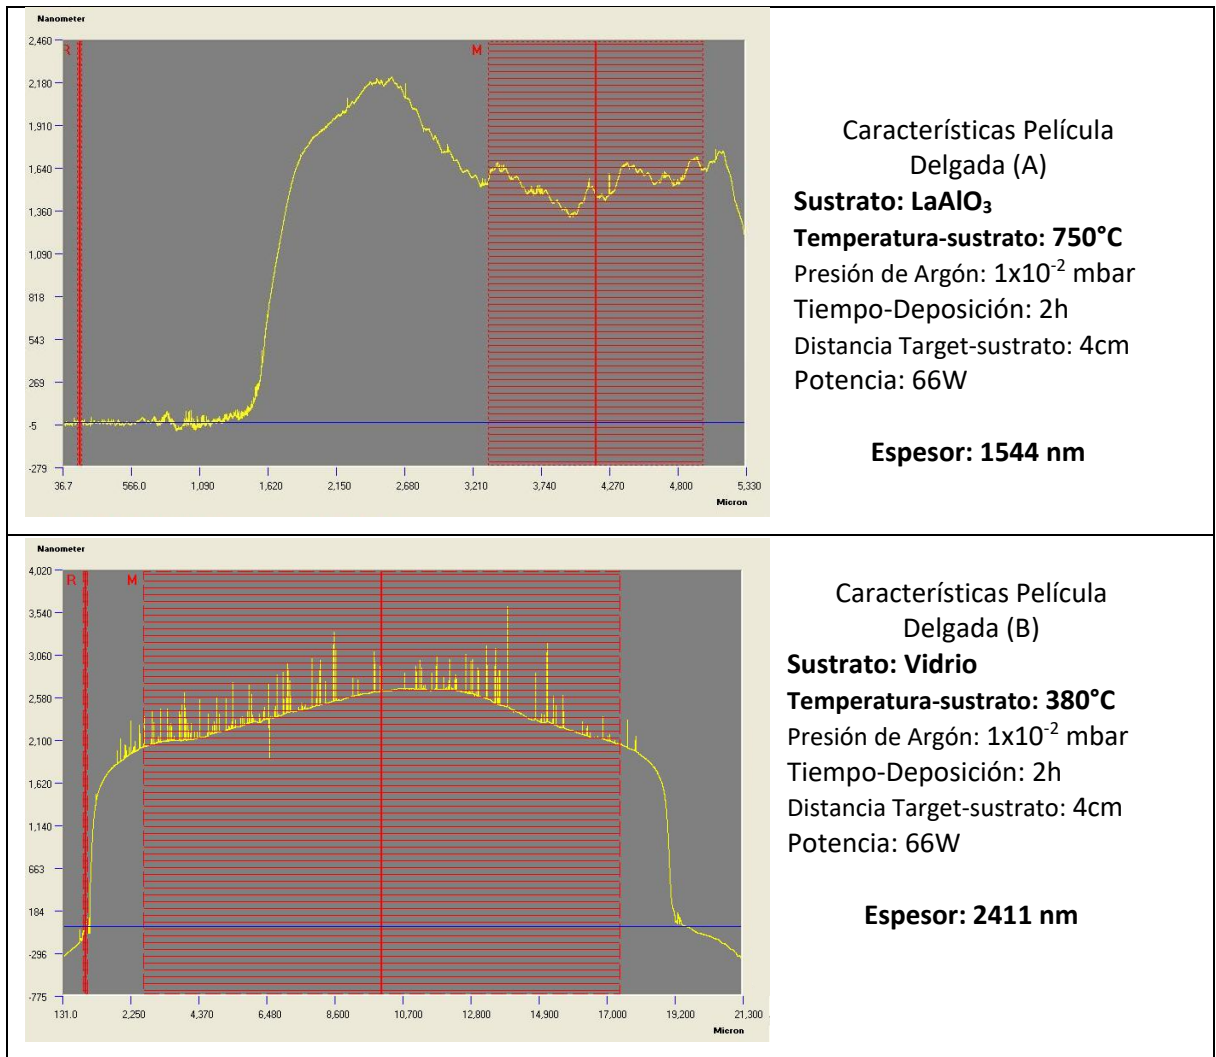 Nanometer
2,460
R
M
2,180
1,910
1,640
1,360
1,090
818
543
269
-5
-279
36.7 566.0 1,090 1,620 2,150 2,680 3,210 3,740 4,270 4,800 5,330
Micron
Características Película
Delgada (A)
Sustrato: LaAlO₃
Temperatura-sustrato: 750°C
Presión de Argón: 1x10⁻² mbar
Tiempo-Deposición: 2h
Distancia Target-sustrato: 4cm
Potencia: 66W
Espesor: 1544 nm
Nanometer
4,020
R
M
3,540
3,060
2,580
2,100
1,620
1,140
663
184
-296
-775
131.0 2,250 4,370 6,480 8,600 10,700 12,800 14,900 17,000 19,200 21,300
Micron
Características Película
Delgada (B)
Sustrato: Vidrio
Temperatura-sustrato: 380°C
Presión de Argón: 1x10⁻² mbar
Tiempo-Deposición: 2h
Distancia Target-sustrato: 4cm
Potencia: 66W
Espesor: 2411 nm